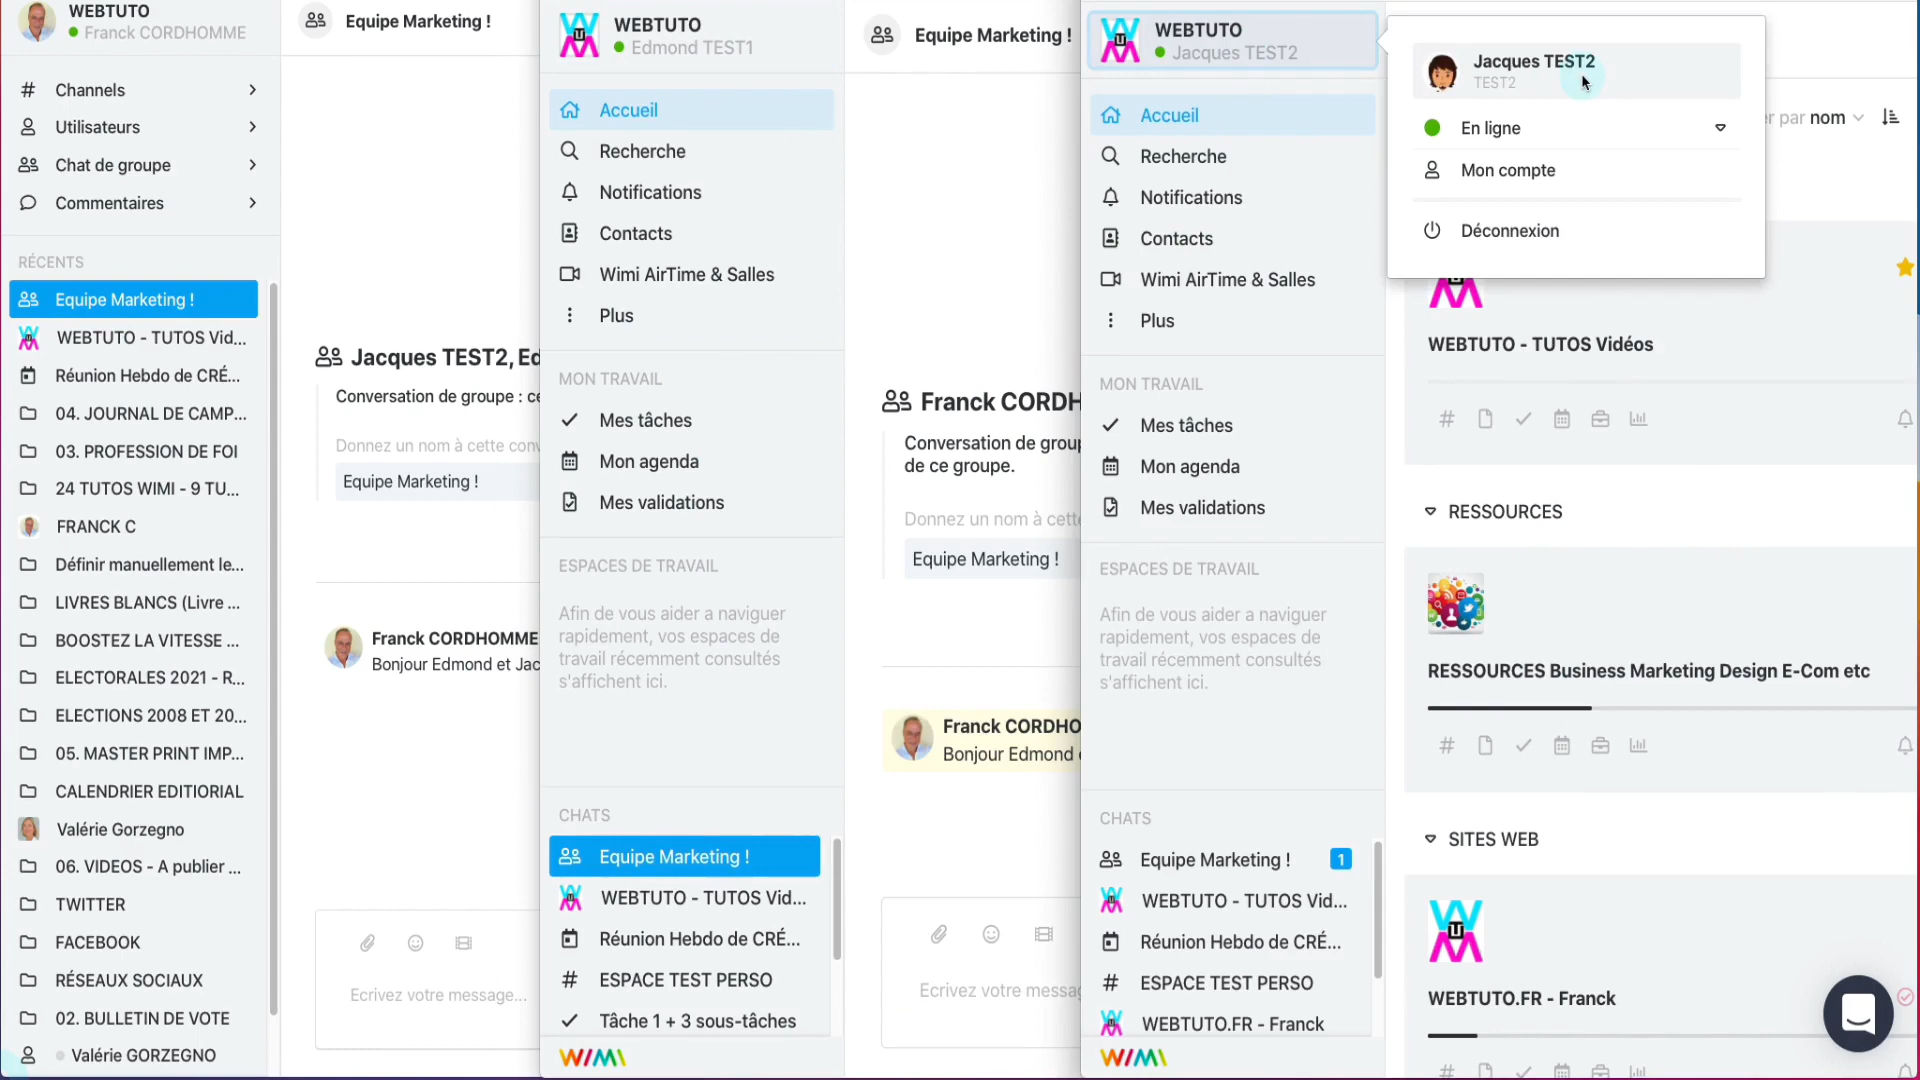 WEBTUTO
Franck CORDHOMME
Channels
Utilisateurs
Chat de groupe
Commentaires
RÉCENTS
Equipe Marketing !
WEBTUTO - TUTOS Vid...
Réunion Hebdo de CRÉ...
04. JOURNAL DE CAMP...
03. PROFESSION DE FOI
24 TUTOS WIMI - 9 TU...
FRANCK C
Définir manuellement le...
LIVRES BLANCS (Livre ...
BOOSTEZ LA VITESSE ...
ELECTORALES 2021 - R...
ELECTIONS 2008 ET 20...
05. MASTER PRINT IMP...
CALENDRIER EDITIORIAL
Valérie Gorzegno
06. VIDEOS - A publier ...
TWITTER
FACEBOOK
RÉSEAUX SOCIAUX
02. BULLETIN DE VOTE
Valérie GORZEGNO
Equipe Marketing !
Jacques TEST2, Ed
Conversation de groupe : ce
Donnez un nom à cette conv
Equipe Marketing !
Franck CORDHOMME
Bonjour Edmond et Jac
Ecrivez votre message...
WEBTUTO
Edmond TEST1
Accueil
Recherche
Notifications
Contacts
Wimi AirTime & Salles
Plus
MON TRAVAIL
Mes tâches
Mon agenda
Mes validations
ESPACES DE TRAVAIL
Afin de vous aider a naviguer
rapidement, vos espaces de
travail récemment consultés
s'affichent ici.
CHATS
Equipe Marketing !
WEBTUTO - TUTOS Vid...
Réunion Hebdo de CRÉ...
ESPACE TEST PERSO
Tâche 1 + 3 sous-tâches
WIMI
Equipe Marketing !
Franck CORDH
Conversation de group
de ce groupe.
Donnez un nom à cette
Equipe Marketing !
Franck CORDHO
Bonjour Edmond e
Ecrivez votre messag
WEBTUTO
Jacques TEST2
Accueil
Recherche
Notifications
Contacts
Wimi AirTime & Salles
Plus
MON TRAVAIL
Mes tâches
Mon agenda
Mes validations
ESPACES DE TRAVAIL
Afin de vous aider a naviguer
rapidement, vos espaces de
travail récemment consultés
s'affichent ici.
CHATS
Equipe Marketing ! 1
WEBTUTO - TUTOS Vid...
Réunion Hebdo de CRÉ...
ESPACE TEST PERSO
WEBTUTO.FR - Franck
WIMI
Jacques TEST2
TEST2
En ligne
Mon compte
Déconnexion
er par nom
WEBTUTO - TUTOS Vidéos
RESSOURCES
RESSOURCES Business Marketing Design E-Com etc
SITES WEB
WEBTUTO.FR - Franck